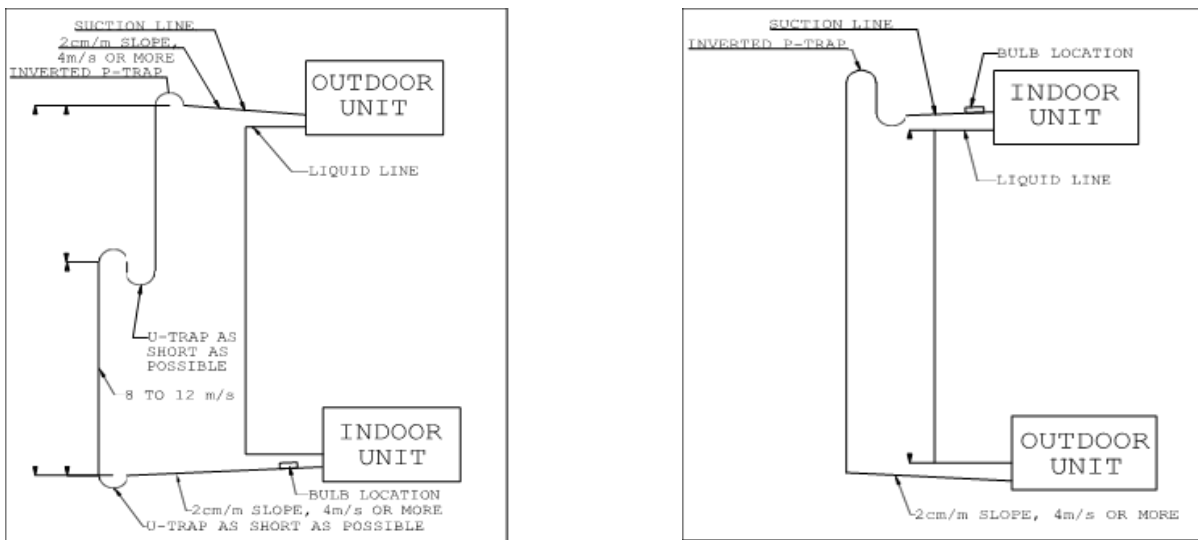 SUCTION LINE
2cm/m SLOPE,
4m/s OR MORE
INVERTED P-TRAP
OUTDOOR
UNIT
LIQUID LINE
U-TRAP AS
SHORT AS
POSSIBLE
8 TO 12 m/s
INDOOR
UNIT
BULB LOCATION
2cm/m SLOPE, 4m/s OR MORE
U-TRAP AS SHORT AS POSSIBLE
SUCTION LINE
INVERTED P-TRAP
BULB LOCATION
INDOOR
UNIT
LIQUID LINE
OUTDOOR
UNIT
2cm/m SLOPE, 4m/s OR MORE